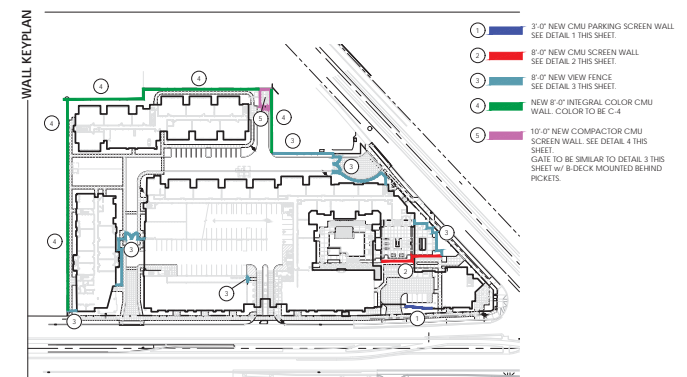 WALL KEYPLAN
1
3'-0" NEW CMU PARKING SCREEN WALL
SEE DETAIL 1 THIS SHEET.
2
8'-0" NEW CMU SCREEN WALL
SEE DETAIL 2 THIS SHEET.
3
8'-0" NEW VIEW FENCE
SEE DETAIL 3 THIS SHEET.
4
NEW 8'-0" INTEGRAL COLOR CMU
WALL. COLOR TO BE C-4
5
10'-0" NEW COMPACTOR CMU
SCREEN WALL. SEE DETAIL 4 THIS
SHEET.
GATE TO BE SIMILAR TO DETAIL 3 THIS
SHEET w/ B-DECK MOUNTED BEHIND
PICKETS.
4
4
4
5
4
3
3
4
3
3
2
3
3
1